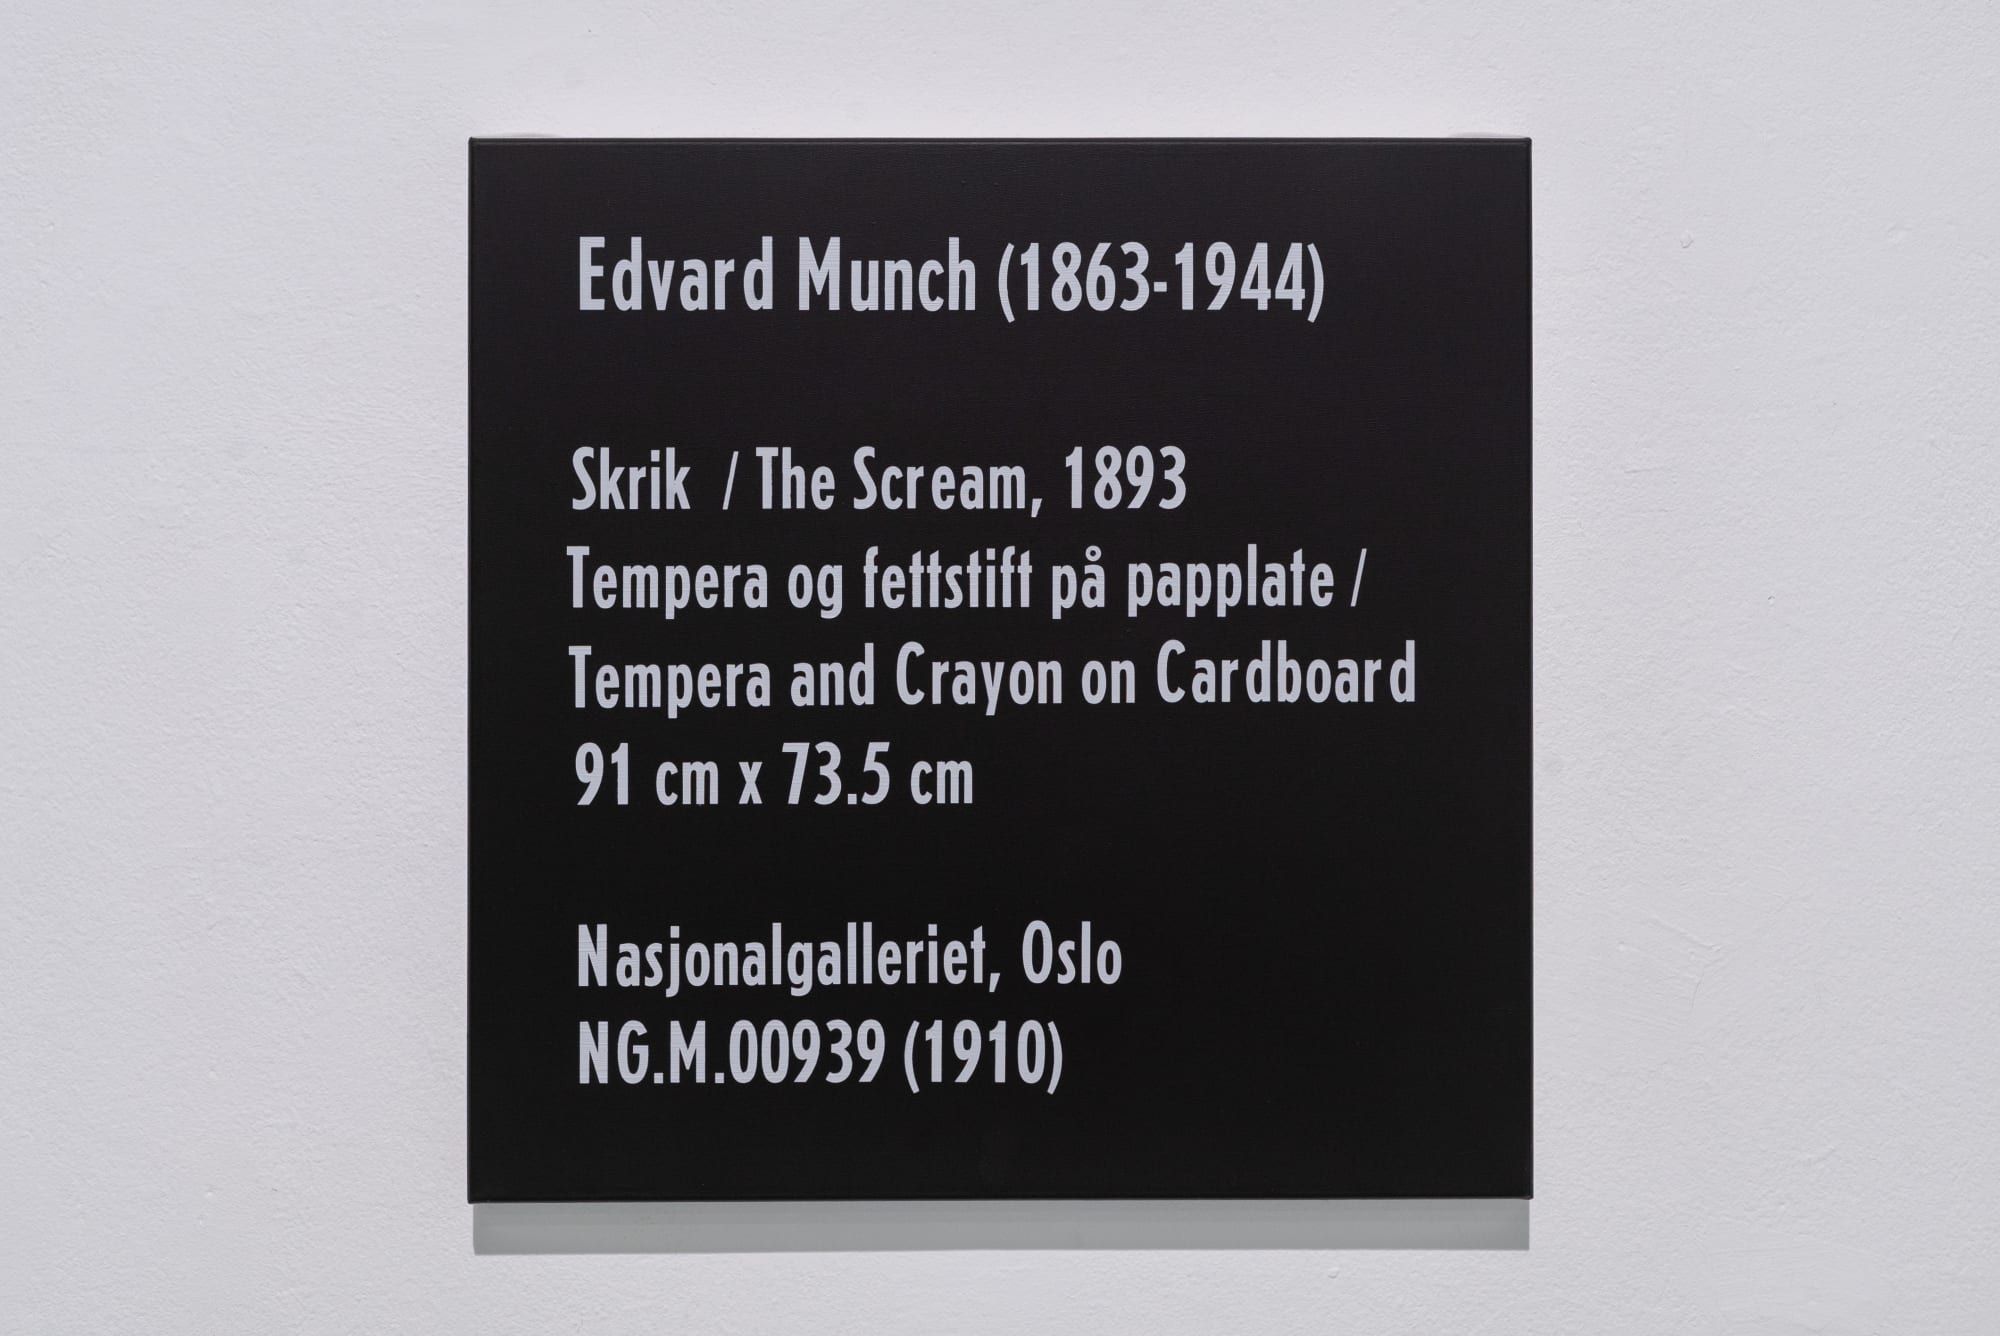 Edvard Munch (1863-1944)
Skrik / The Scream, 1893
Tempera og fettstift på papplate /
Tempera and Crayon on Cardboard
91 cm x 73.5 cm
Nasjonalgalleriet, Oslo
NG.M.00939 (1910)